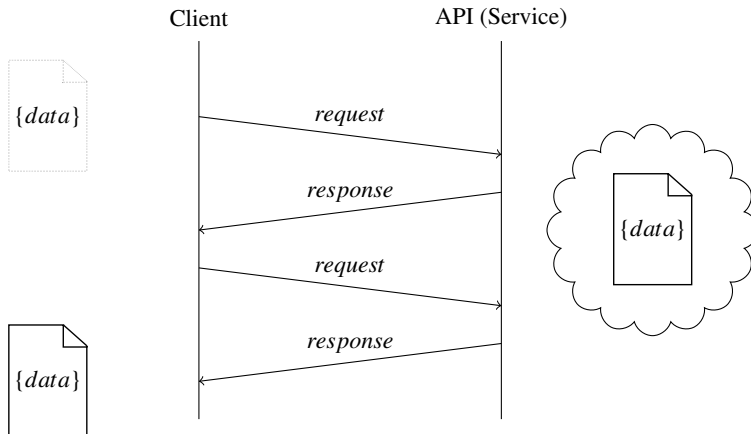 Client
API (Service)
{data}
request
response
{data}
request
response
{data}